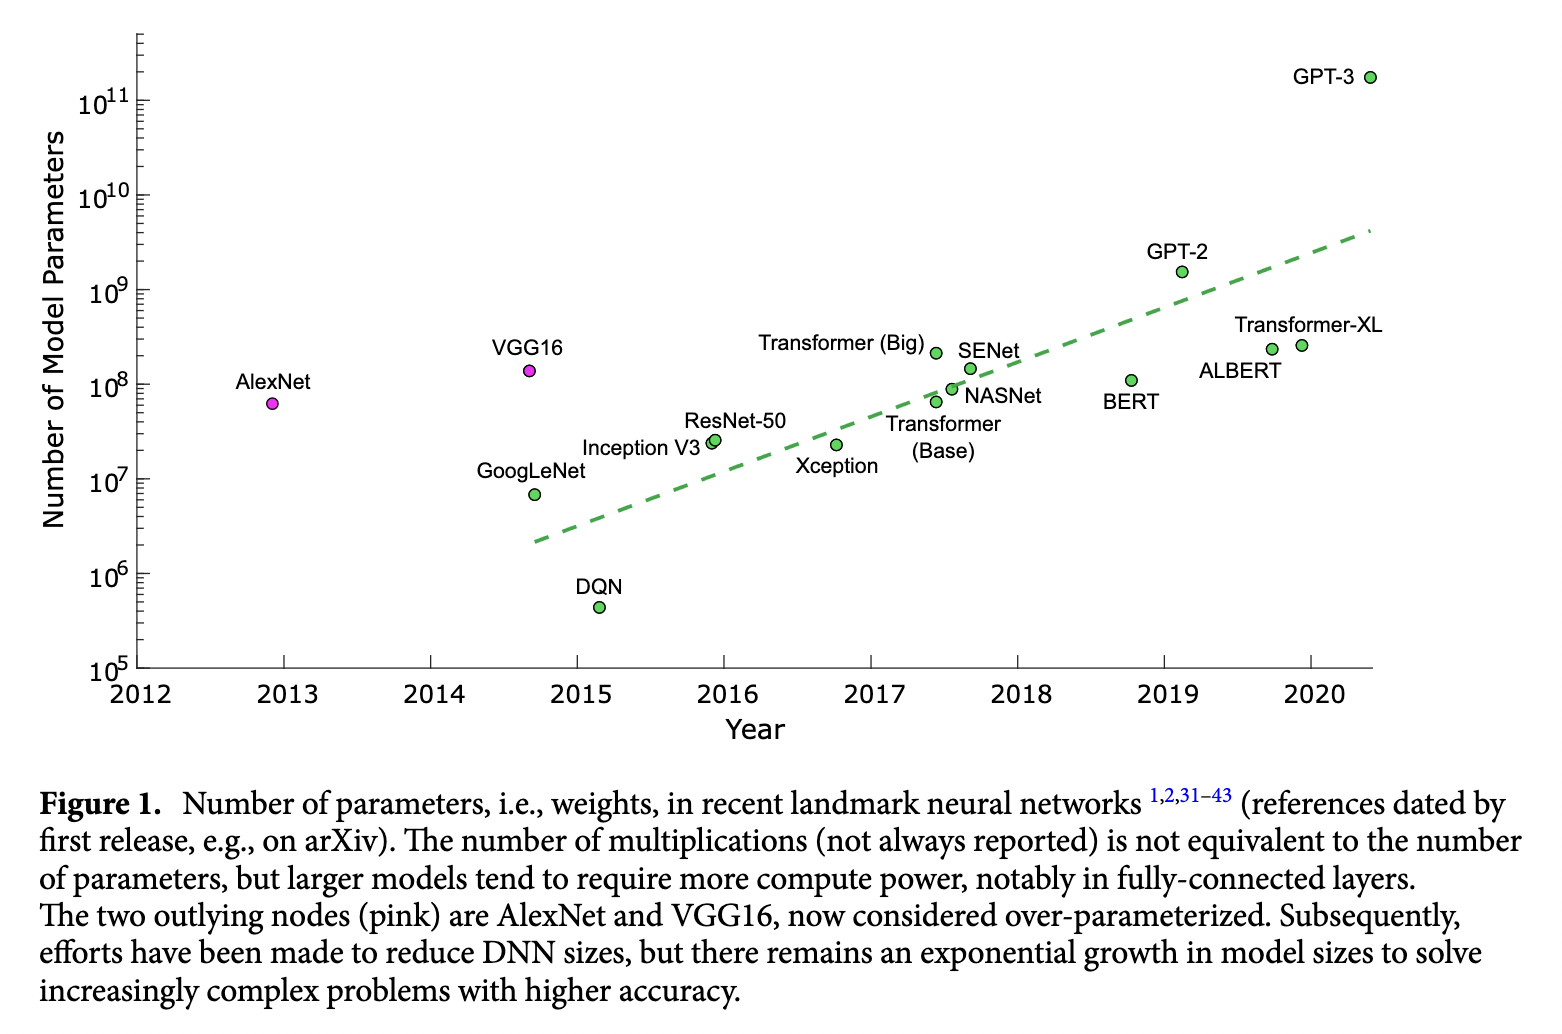 GPT-3
10^11
10^10
GPT-2
10^9
Transformer-XL
Transformer (Big)
SENet
VGG16
ALBERT
AlexNet
10^8
NASNet
BERT
ResNet-50
Transformer
(Base)
Inception V3
Xception
GoogLeNet
10^7
10^6
DQN
10^5
Number of Model Parameters
2012 2013 2014 2015 2016 2017 2018 2019 2020
Year
Figure 1. Number of parameters, i.e., weights, in recent landmark neural networks 1,2,31–43 (references dated by
first release, e.g., on arXiv). The number of multiplications (not always reported) is not equivalent to the number
of parameters, but larger models tend to require more compute power, notably in fully-connected layers.
The two outlying nodes (pink) are AlexNet and VGG16, now considered over-parameterized. Subsequently,
efforts have been made to reduce DNN sizes, but there remains an exponential growth in model sizes to solve
increasingly complex problems with higher accuracy.